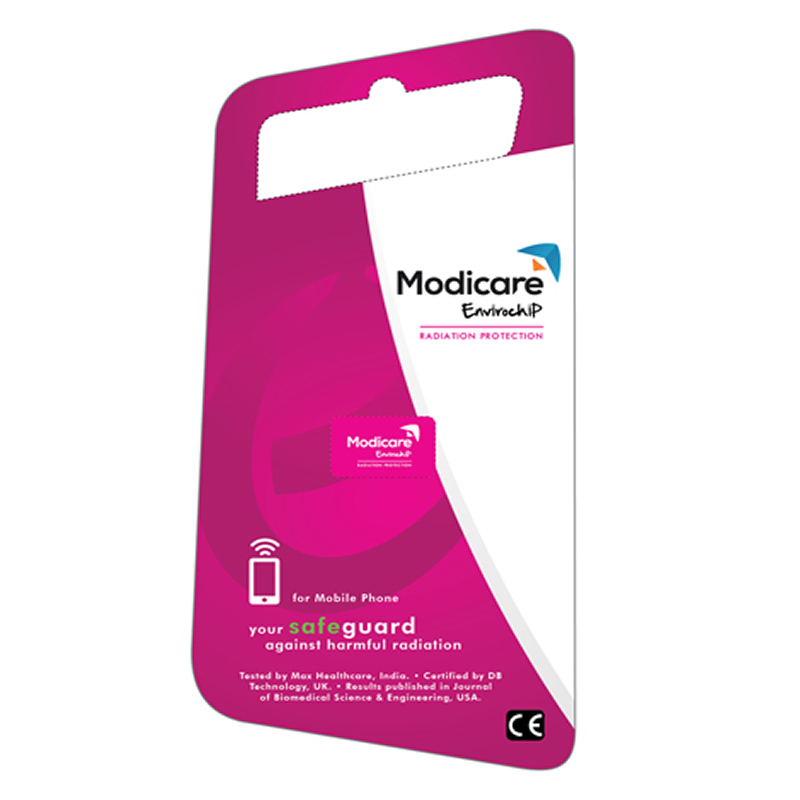 Modicare
EnvirochiP
RADIATION PROTECTION
Modicare
EnvirochiP
RADIATION PROTECTION
for Mobile Phone
your safeguard
against harmful radiation
Tested by Max Healthcare, India. • Certified by DB
Technology, UK. • Results published in Journal
of Biomedical Science & Engineering, USA.
CE